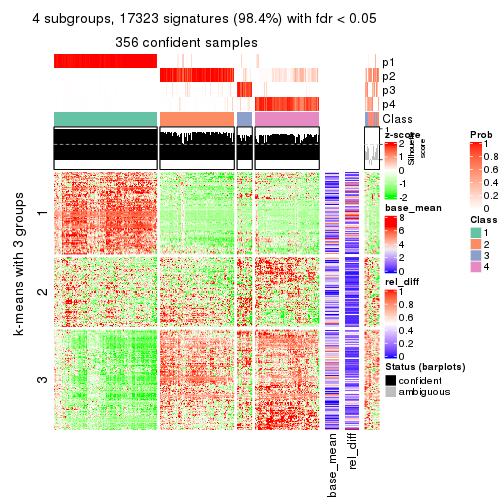 4 subgroups, 17323 signatures (98.4%) with fdr < 0.05
356 confident samples
p1
p2
p3
p4
Class
1
Silhouette
score
z-score
2
1
0
-1
-2
base_mean
8
6
4
2
0
rel_diff
1
0.8
0.6
0.4
0.2
0
Status (barplots)
confident
ambiguous
Prob
1
0.8
0.6
0.4
0.2
0
Class
1
2
3
4
k-means with 3 groups
1
2
3
base_mean
rel_diff